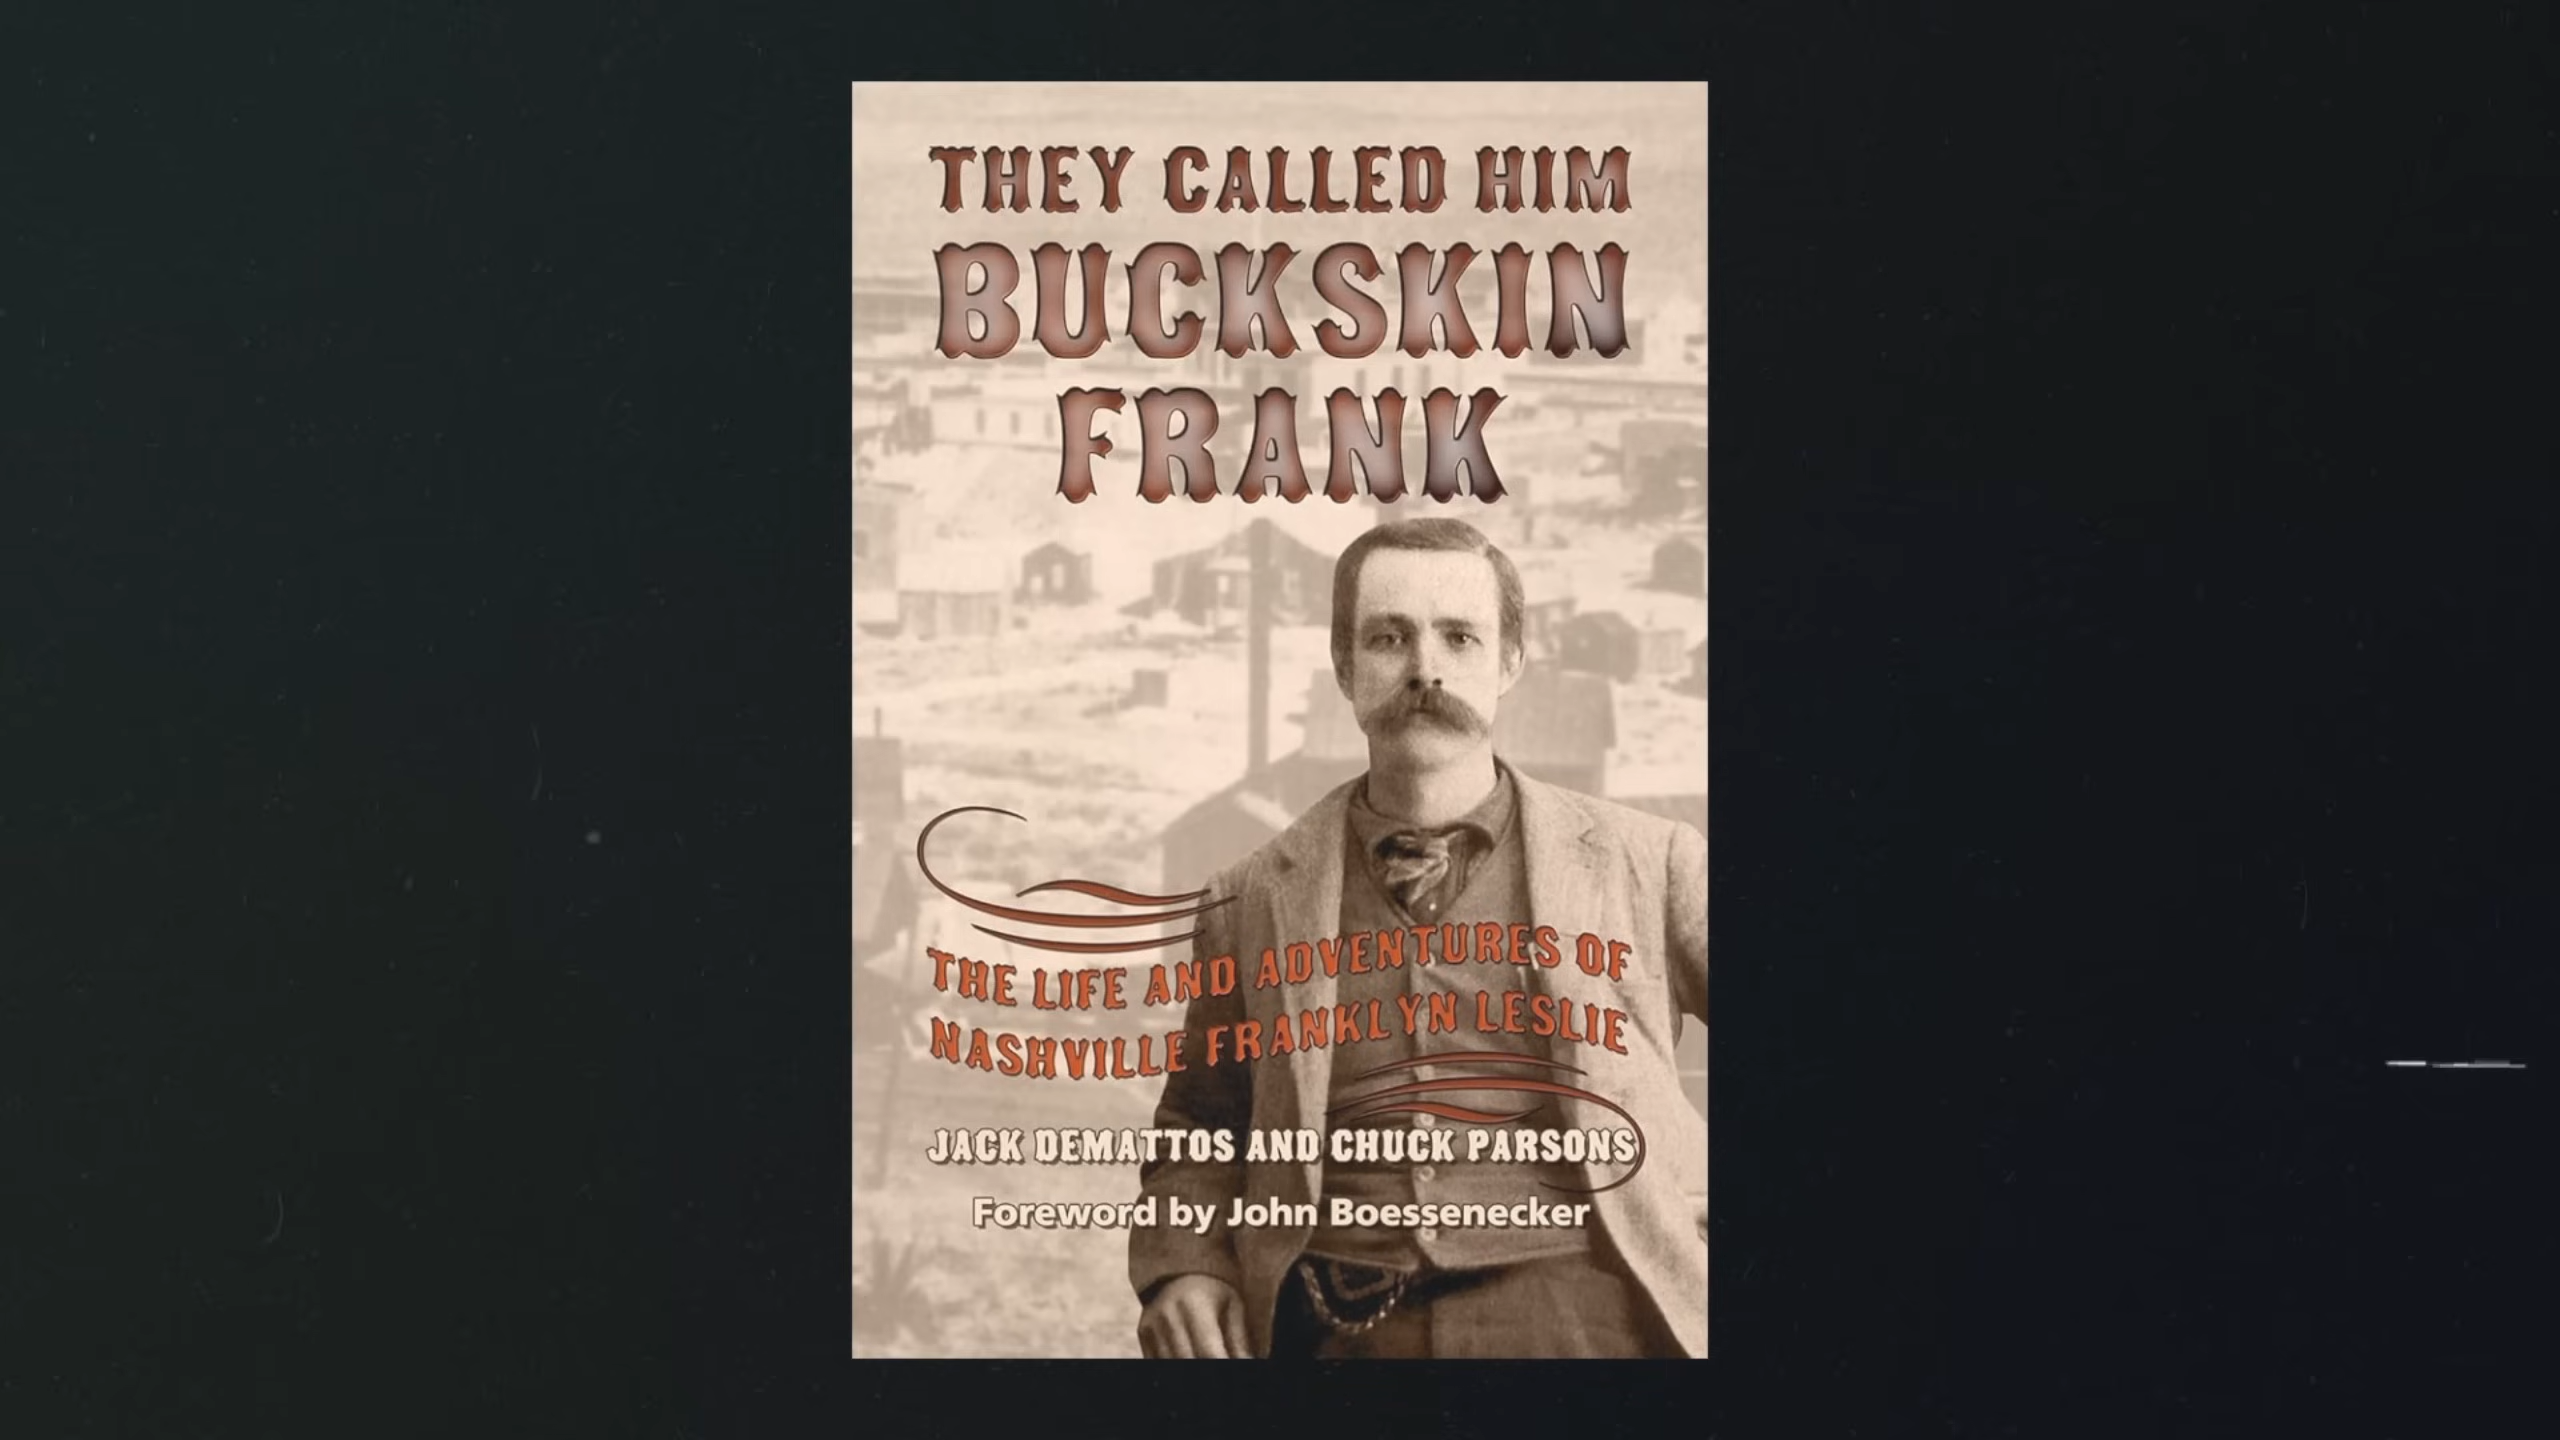 THEY CALLED HIM
BUCKSKIN
FRANK
THE LIFE AND ADVENTURES OF
NASHVILLE FRANKLYN LESLIE
JACK DEMATTOS AND CHUCK PARSONS
Foreword by John Boessenecker